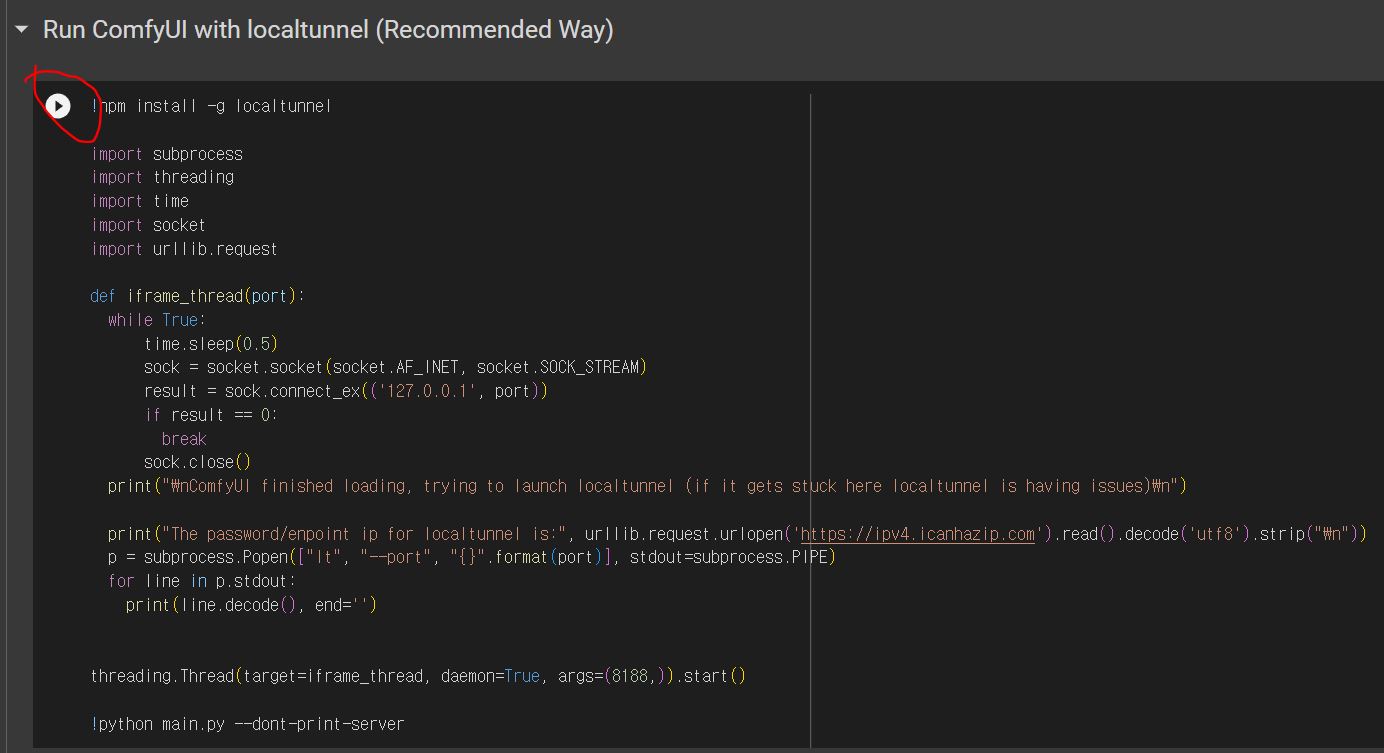 Run ComfyUI with localtunnel (Recommended Way)
!npm install -g localtunnel
import subprocess
import threading
import time
import socket
import urllib.request
def iframe_thread(port):
while True:
time.sleep(0.5)
sock = socket.socket(socket.AF_INET, socket.SOCK_STREAM)
result = sock.connect_ex(('127.0.0.1', port))
if result == 0:
break
sock.close()
print("₩nComfyUI finished loading, trying to launch localtunnel (if it gets stuck here localtunnel is having issues)₩n")
print("The password/enpoint ip for localtunnel is:", urllib.request.urlopen('https://ipv4.icanhazip.com').read().decode('utf8').strip("₩n"))
p = subprocess.Popen(["lt", "--port", "{}".format(port)], stdout=subprocess.PIPE)
for line in p.stdout:
print(line.decode(), end='')
threading.Thread(target=iframe_thread, daemon=True, args=(8188,)).start()
!python main.py --dont-print-server